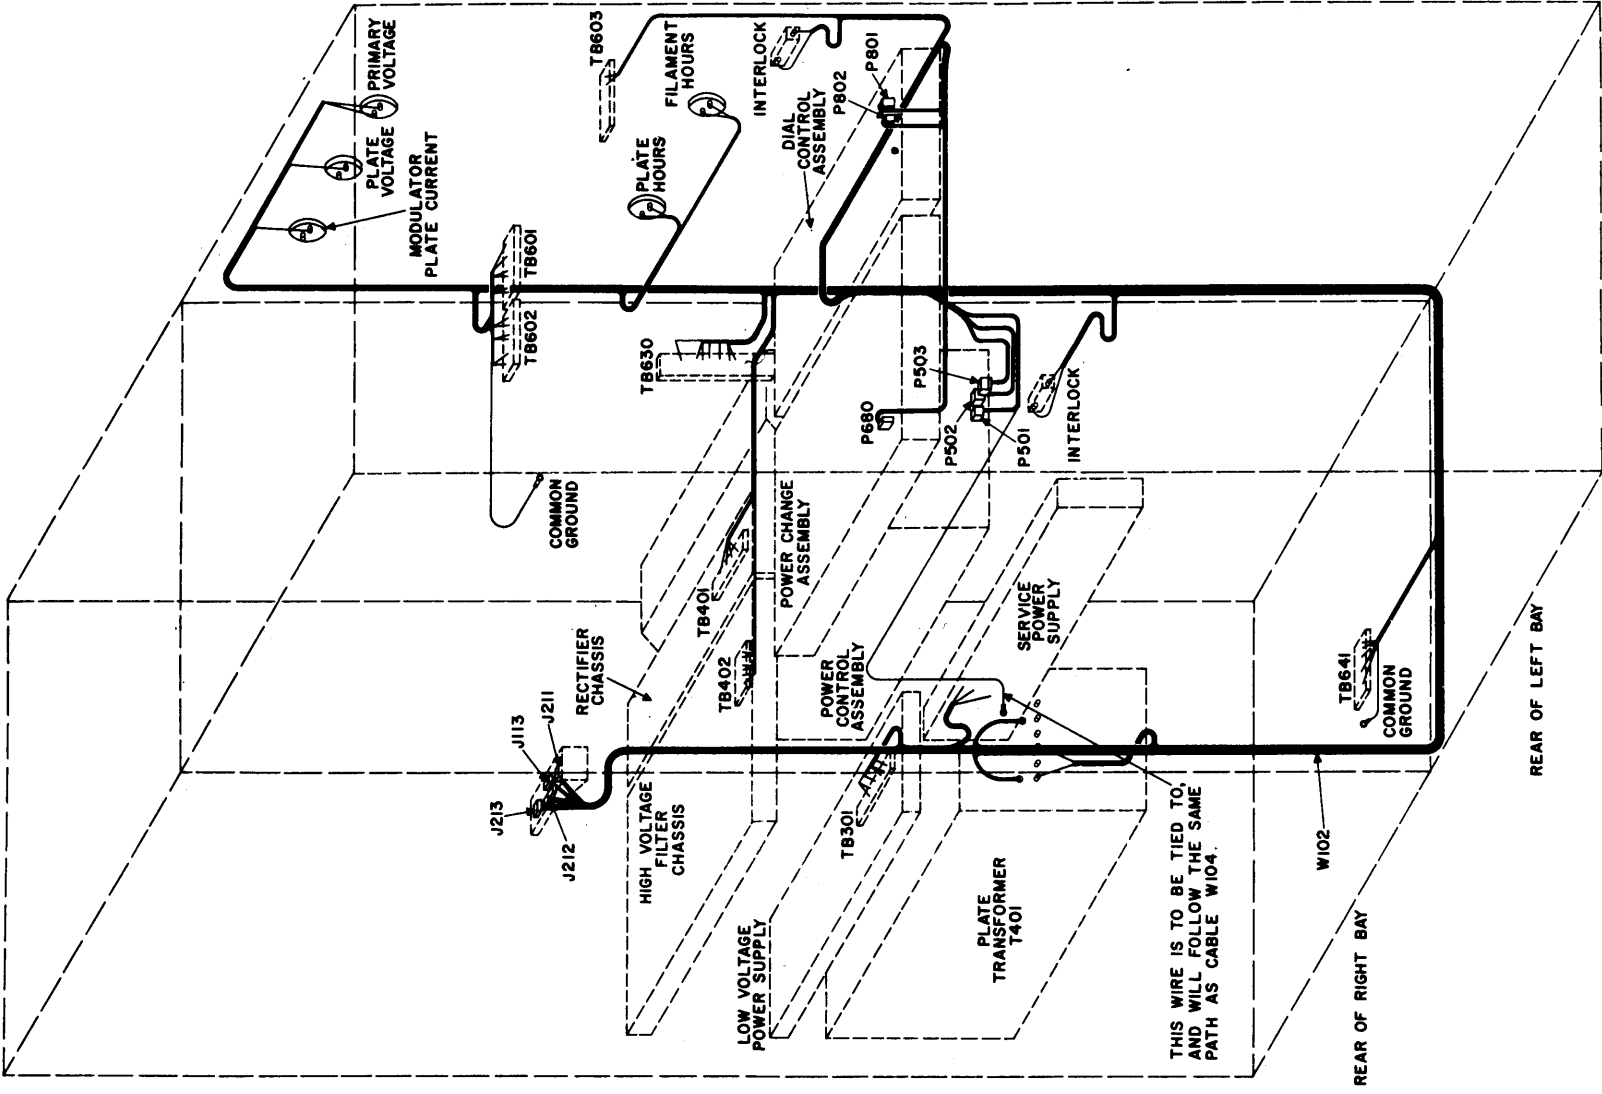 PRIMARY
VOLTAGE
PLATE
VOLTAGE
MODULATOR
PLATE CURRENT
TB603
FILAMENT
HOURS
PLATE
HOURS
INTERLOCK
P801
P802
DIAL
CONTROL
ASSEMBLY
TB601
TB602
TB630
P503
P680
P502
P501
INTERLOCK
COMMON
GROUND
POWER CHANGE
ASSEMBLY
TB401
TB402
RECTIFIER
CHASSIS
POWER
CONTROL
ASSEMBLY
SERVICE
POWER
SUPPLY
TB641
COMMON
GROUND
J211
J113
J213
J212
HIGH VOLTAGE
FILTER
CHASSIS
TB301
LOW VOLTAGE
POWER SUPPLY
PLATE
TRANSFORMER
T401
THIS WIRE IS TO BE TIED TO,
AND WILL FOLLOW THE SAME
PATH AS CABLE W104.
W102
REAR OF LEFT BAY
REAR OF RIGHT BAY